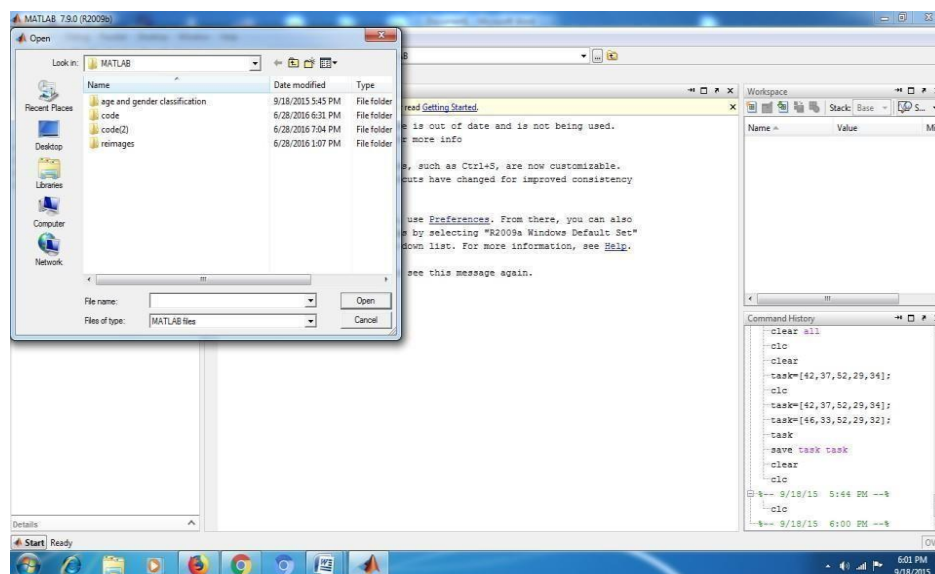 MATLAB 7.9.0 (R2009b)
Open
Look in: MATLAB
Name Date modified Type
age and gender classification 9/18/2015 5:45 PM File folder
code 6/28/2016 6:31 PM File folder
code(2) 6/28/2016 7:04 PM File folder
reimages 6/28/2016 1:07 PM File folder
Recent Places
Desktop
Libraries
Computer
Network
File name:
Open
Files of type: MATLAB files
Cancel
read Getting Started.
is out of date and is not being used.
more info
, such as Ctrl+S, are now customizable.
cuts have changed for improved consistency
use Preferences. From there, you can also
by selecting "R2009a Windows Default Set"
down list. For more information, see Help.
see this message again.
Workspace
Stack: Base
Name Value Mi
Command History
clear all
clc
clear
task=[42,37,52,29,34];
clc
task=[42,37,52,29,34];
task=[46,33,52,29,32];
task
save task task
clear
clc
%-- 9/18/15 5:44 PM --%
clc
%-- 9/18/15 6:00 PM --%
Details
Start Ready
OV
6:01 PM
9/18/2015